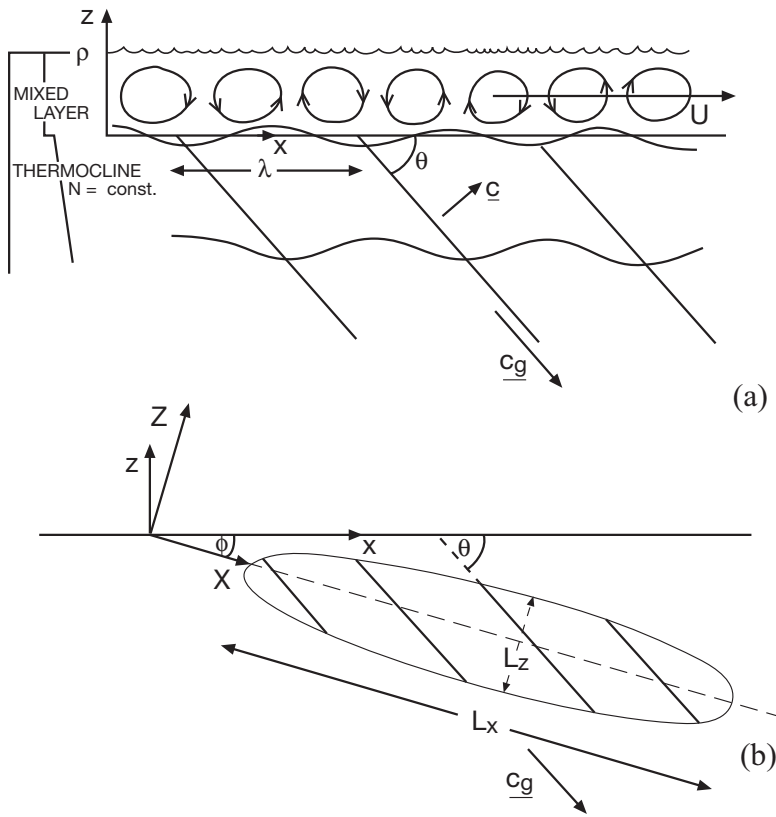 z
ρ
MIXED
LAYER
U
x
THERMOCLINE
N = const.
λ
θ
c
cg
(a)
Z
z
ϕ
x
θ
X
Lz
Lx
cg
(b)